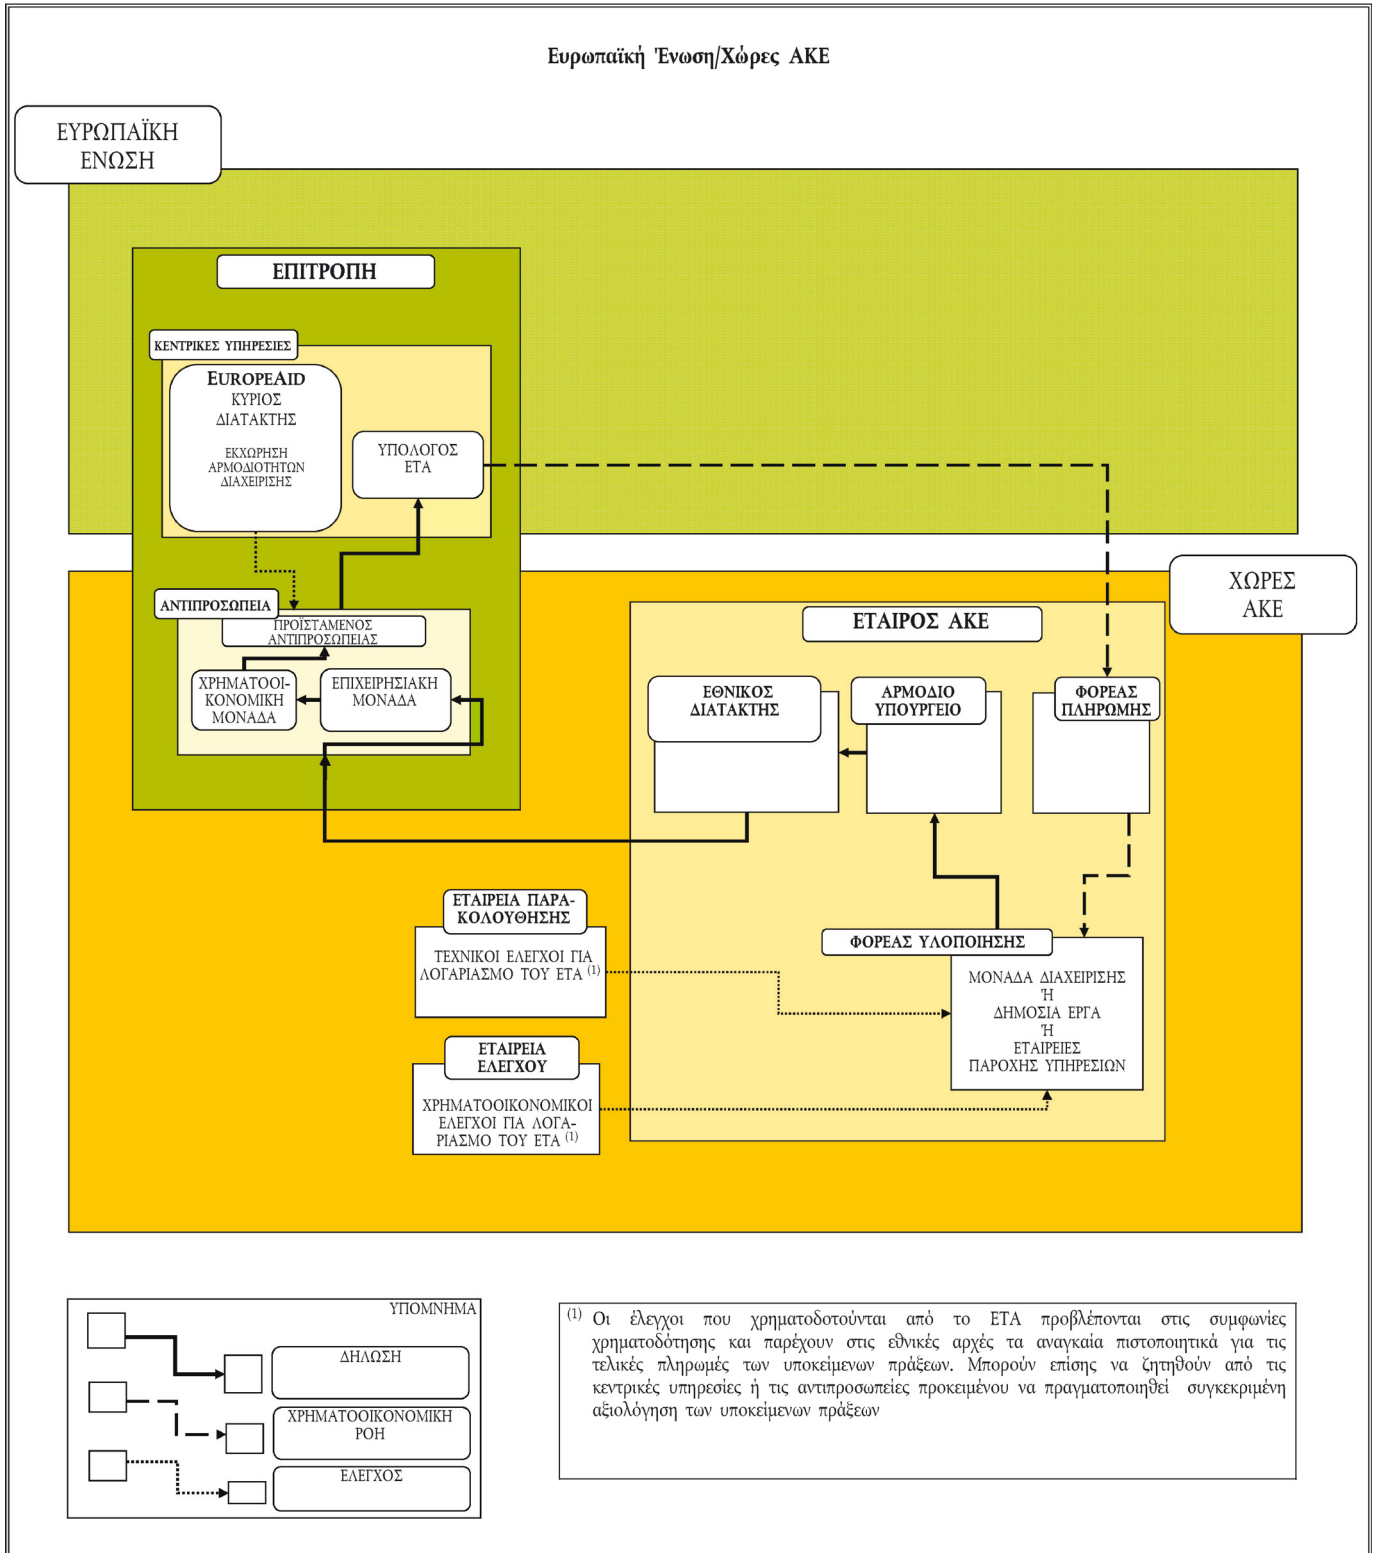 Ευρωπαϊκή Ένωση/Χώρες ΑΚΕ
ΕΥΡΩΠΑΪΚΗ
ΕΝΩΣΗ
ΕΠΙΤΡΟΠΗ
ΚΕΝΤΡΙΚΕΣ ΥΠΗΡΕΣΙΕΣ
EUROPEAID
ΚΥΡΙΟΣ
ΔΙΑΤΑΚΤΗΣ
ΕΚΧΩΡΗΣΗ
ΑΡΜΟΔΙΟΤΗΤΩΝ
ΔΙΑΧΕΙΡΙΣΗΣ
ΥΠΟΛΟΓΟΣ
ΕΤΑ
ΧΩΡΕΣ
ΑΚΕ
ΑΝΤΙΠΡΟΣΩΠΕΙΑ
ΠΡΟΪΣΤΑΜΕΝΟΣ
ΑΝΤΙΠΡΟΣΩΠΕΙΑΣ
ΧΡΗΜΑΤΟΟΙ-
ΚΟΝΟΜΙΚΗ
ΜΟΝΑΔΑ
ΕΠΙΧΕΙΡΗΣΙΑΚΗ
ΜΟΝΑΔΑ
ΕΤΑΙΡΟΣ ΑΚΕ
ΕΘΝΙΚΟΣ
ΔΙΑΤΑΚΤΗΣ
ΑΡΜΟΔΙΟ
ΥΠΟΥΡΓΕΙΟ
ΦΟΡΕΑΣ
ΠΛΗΡΩΜΗΣ
ΕΤΑΙΡΕΙΑ ΠΑΡΑ-
ΚΟΛΟΥΘΗΣΗΣ
ΤΕΧΝΙΚΟΙ ΕΛΕΓΧΟΙ ΓΙΑ
ΛΟΓΑΡΙΑΣΜΟ ΤΟΥ ΕΤΑ (1)
ΦΟΡΕΑΣ ΥΛΟΠΟΙΗΣΗΣ
ΜΟΝΑΔΑ ΔΙΑΧΕΙΡΙΣΗΣ
Ή
ΔΗΜΟΣΙΑ ΕΡΓΑ
Ή
ΕΤΑΙΡΕΙΕΣ
ΠΑΡΟΧΗΣ ΥΠΗΡΕΣΙΩΝ
ΕΤΑΙΡΕΙΑ
ΕΛΕΓΧΟΥ
ΧΡΗΜΑΤΟΟΙΚΟΝΟΜΙΚΟΙ
ΕΛΕΓΧΟΙ ΓΙΑ ΛΟΓΑ-
ΡΙΑΣΜΟ ΤΟΥ ΕΤΑ (1)
ΥΠΟΜΝΗΜΑ
ΔΗΛΩΣΗ
ΧΡΗΜΑΤΟΟΙΚΟΝΟΜΙΚΗ
ΡΟΗ
ΕΛΕΓΧΟΣ
(1) Οι έλεγχοι που χρηματοδοτούνται από το ΕΤΑ προβλέπονται στις συμφωνίες
χρηματοδότησης και παρέχουν στις εθνικές αρχές τα αναγκαία πιστοποιητικά για τις
τελικές πληρωμές των υποκείμενων πράξεων. Μπορούν επίσης να ζητηθούν από τις
κεντρικές υπηρεσίες ή τις αντιπροσωπείες προκειμένου να πραγματοποιηθεί συγκεκριμένη
αξιολόγηση των υποκείμενων πράξεων